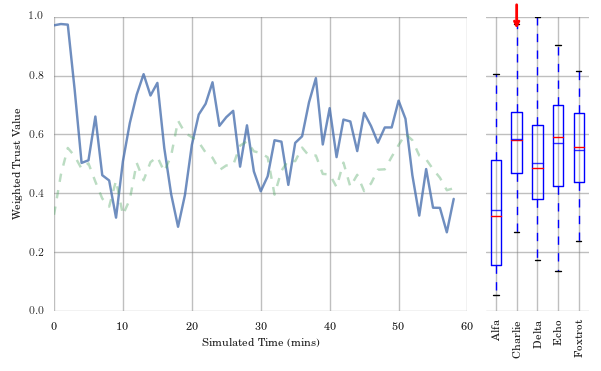 Weighted Trust Value
1.0
0.8
0.6
0.4
0.2
0.0
0 10 20 30 40 50 60
Simulated Time (mins)
Alfa
Charlie
Delta
Echo
Foxtrot